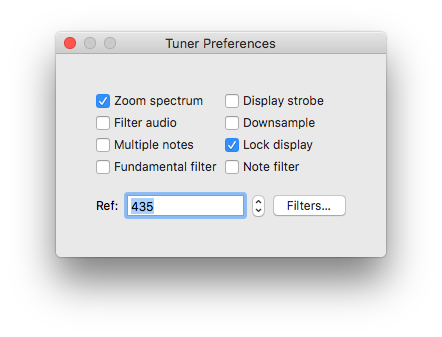 Tuner Preferences
Zoom spectrum Display strobe
Filter audio Downsample
Multiple notes Lock display
Fundamental filter Note filter
Ref: 435 Filters...